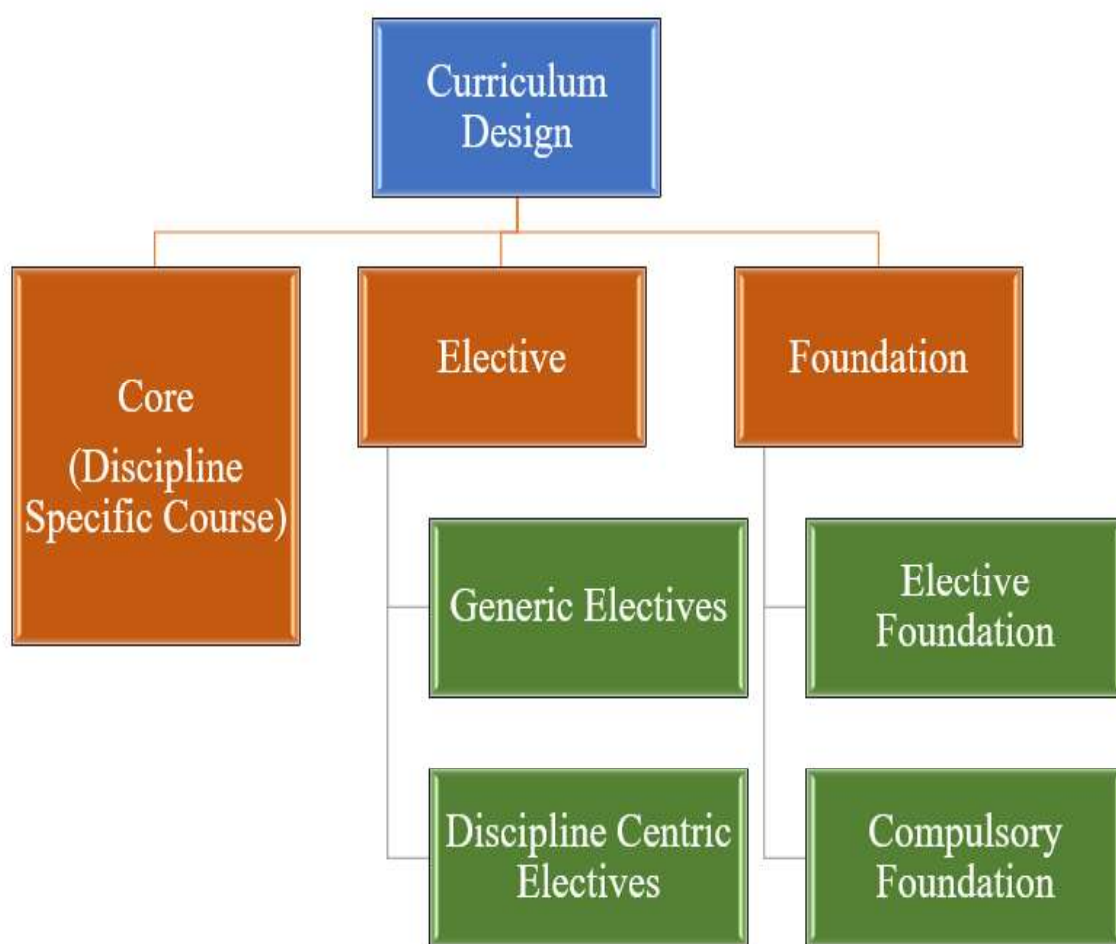 Curriculum
Design
Core
(Discipline
Specific Course)
Elective
Foundation
Generic Electives
Elective
Foundation
Discipline Centric
Electives
Compulsory
Foundation